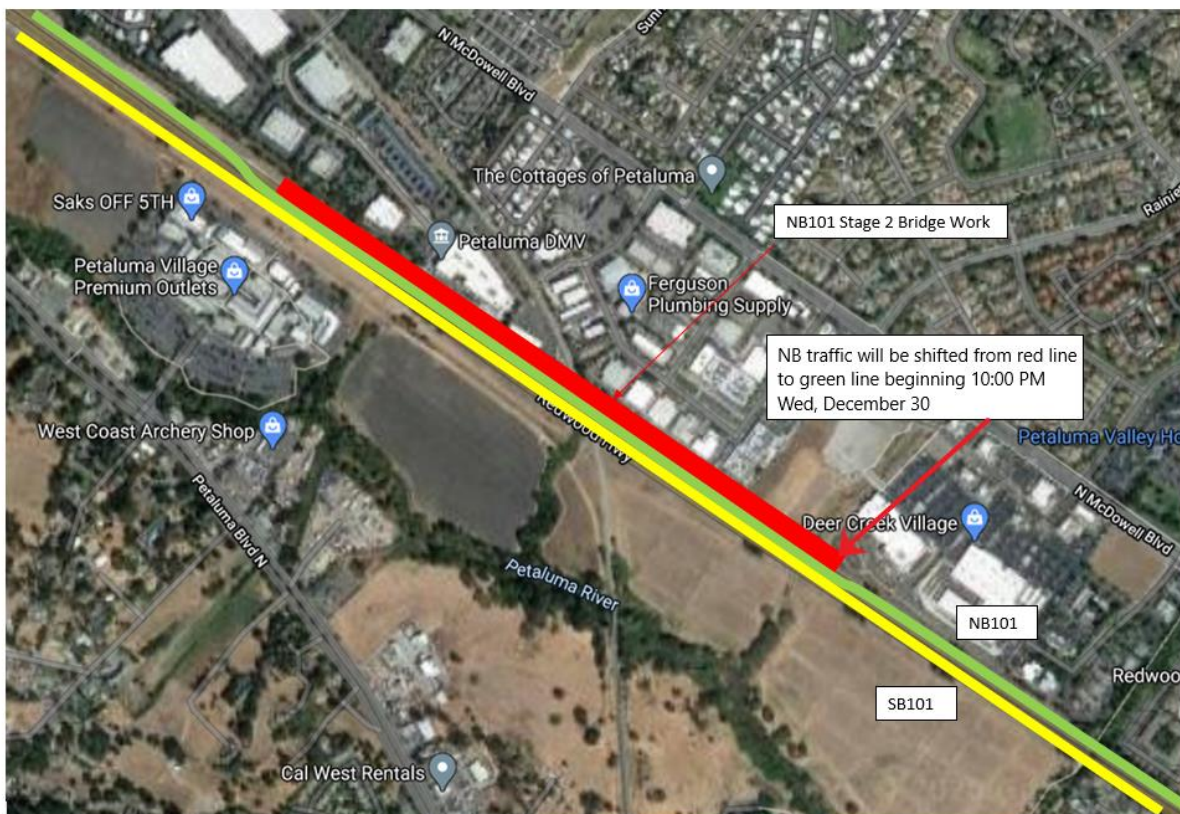 N McDowell Blvd
The Cottages of Petaluma
Saks OFF 5TH
NB101 Stage 2 Bridge Work
Petaluma DMV
Petaluma Village
Premium Outlets
Ferguson
Plumbing Supply
NB traffic will be shifted from red line
to green line beginning 10:00 PM
Wed, December 30
Redwood Hwy
West Coast Archery Shop
Petaluma Valley Ho
Petaluma Blvd N
N McDowell Blvd
Deer Creek Village
Petaluma River
NB101
Redwoo
SB101
Cal West Rentals